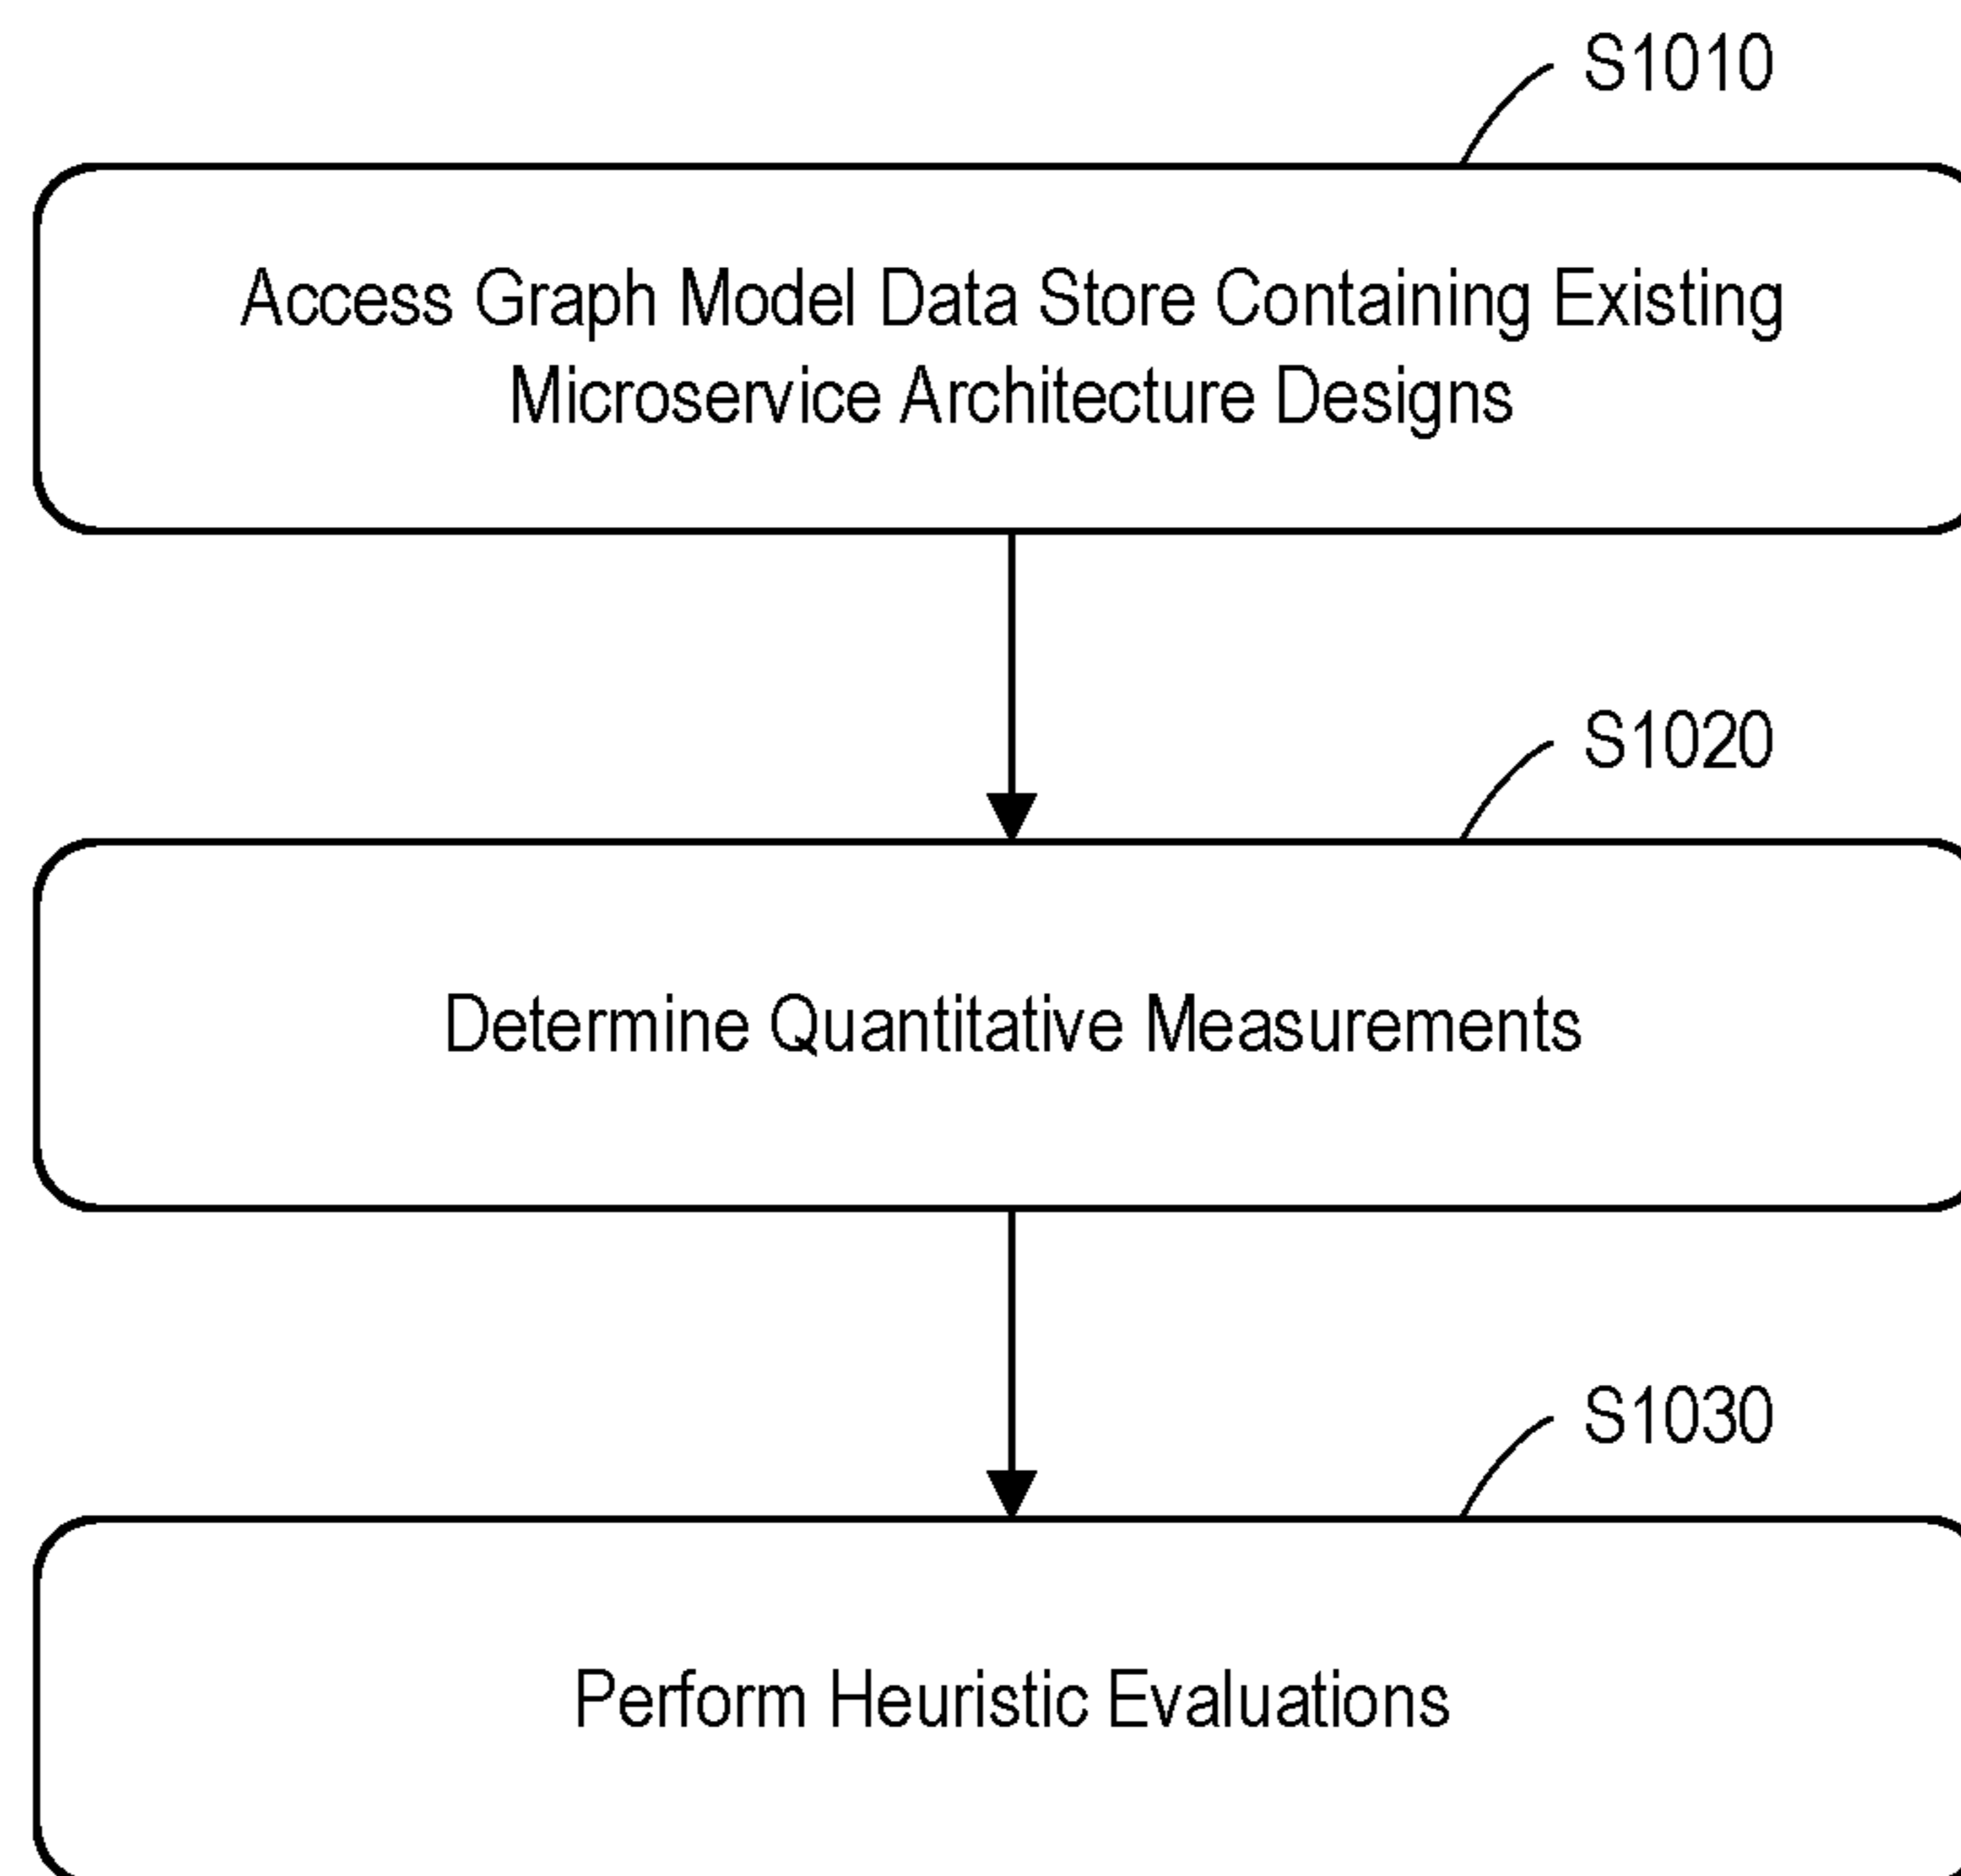 S1010
Access Graph Model Data Store Containing Existing
Microservice Architecture Designs
S1020
Determine Quantitative Measurements
S1030
Perform Heuristic Evaluations